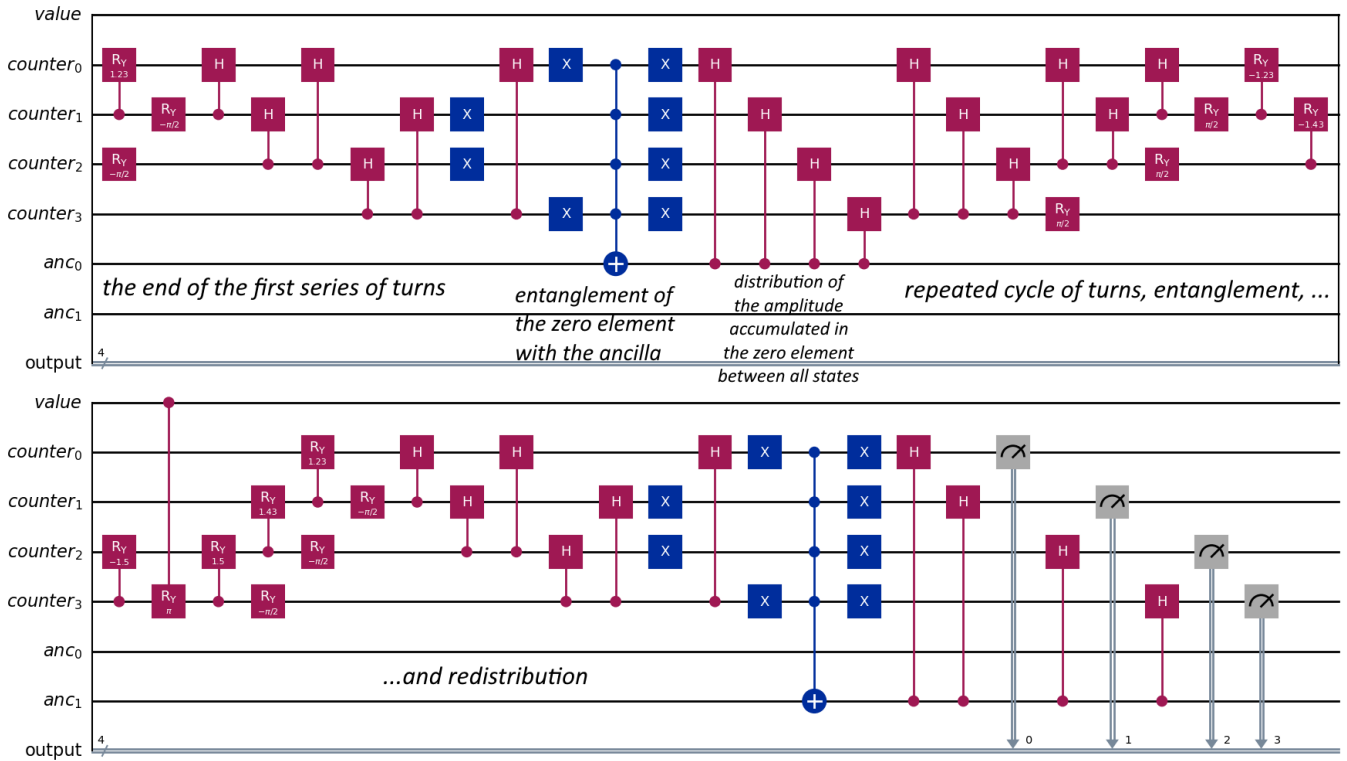 value
counter0 RY 1.23 H H H X X H H H H RY -1.23
counter1 RY -π/2 H H X X H H H RY π/2 RY -1.43
counter2 RY -π/2 H X X H H RY π/2
counter3 X X H RY π/2
anc0
the end of the first series of turns
entanglement of
the zero element
with the ancilla
distribution of
the amplitude
accumulated in
the zero element
between all states
repeated cycle of turns, entanglement, ...
anc1
output 4
value
counter0 RY 1.23 H H H X X H
counter1 RY 1.43 RY -π/2 H H X X H
counter2 RY -1.5 RY 1.5 RY -π/2 H X X H
counter3 RY π RY -π/2 X X H
anc0
...and redistribution
anc1
output 4 0 1 2 3